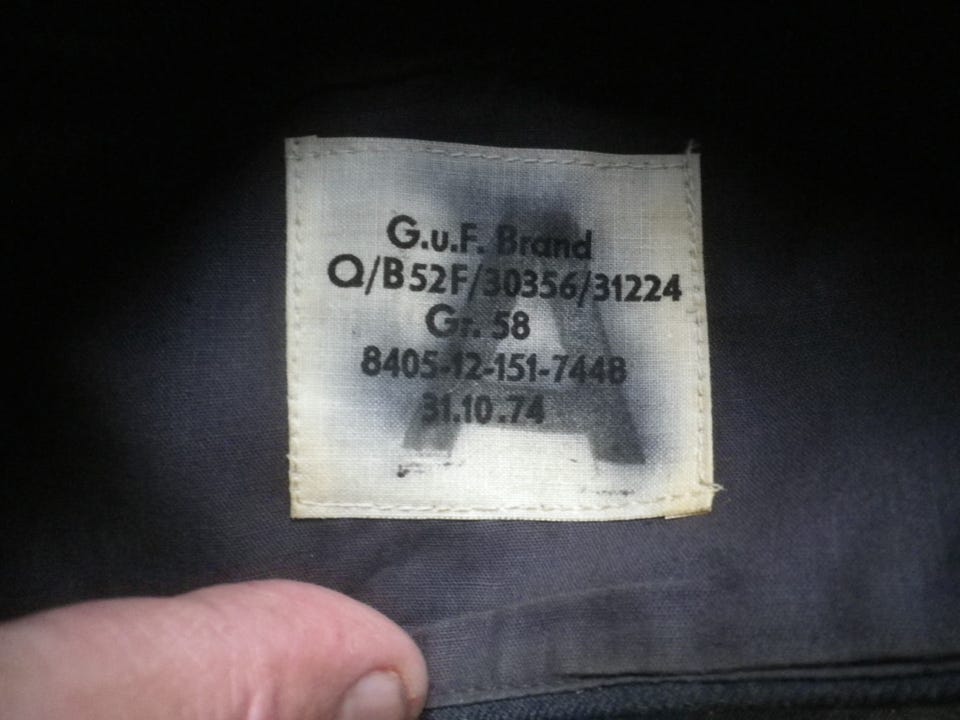 G.u.F. Brand
Q/B52F/30356/31224
Gr. 58
8405-12-151-7448
31.10.74
A